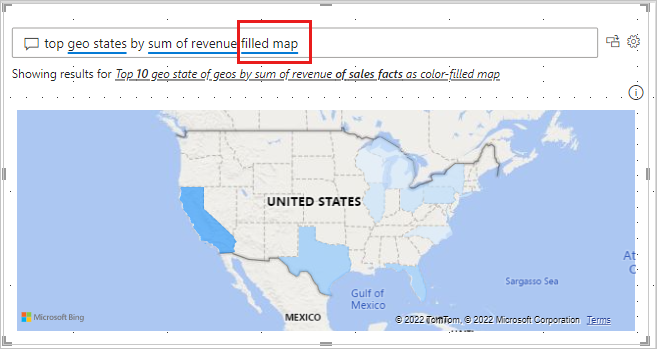 top geo states by sum of revenue filled map
Showing results for Top 10 geo state of geos by sum of revenue of sales facts as color-filled map
UNITED STATES
Sargasso Sea
Gulf of
Mexico
MEXICO
Microsoft Bing
© 2022 TomTom, © 2022 Microsoft Corporation Terms